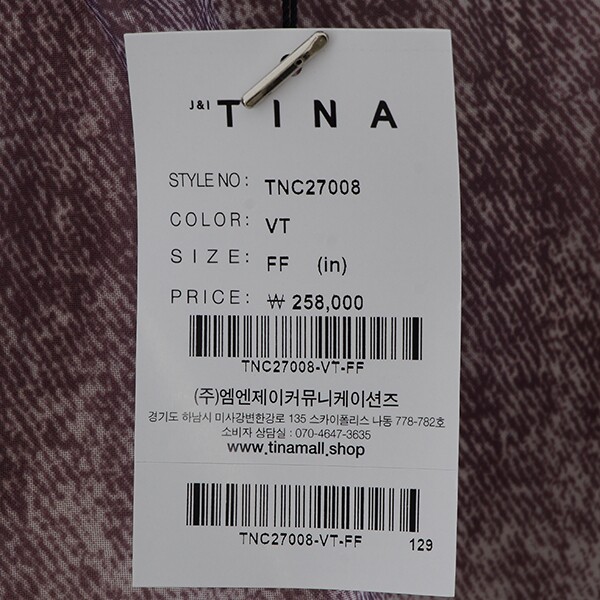 J&I TINA
STYLE NO : TNC27008
COLOR: VT
SIZE: FF (in)
PRICE: ₩ 258,000
TNC27008-VT-FF
(주)엠엔제이커뮤니케이션즈
경기도 하남시 미사강변한강로 135 스카이폴리스 나동 778-782호
소비자 상담실 : 070-4647-3635
www.tinamall.shop
TNC27008-VT-FF 129